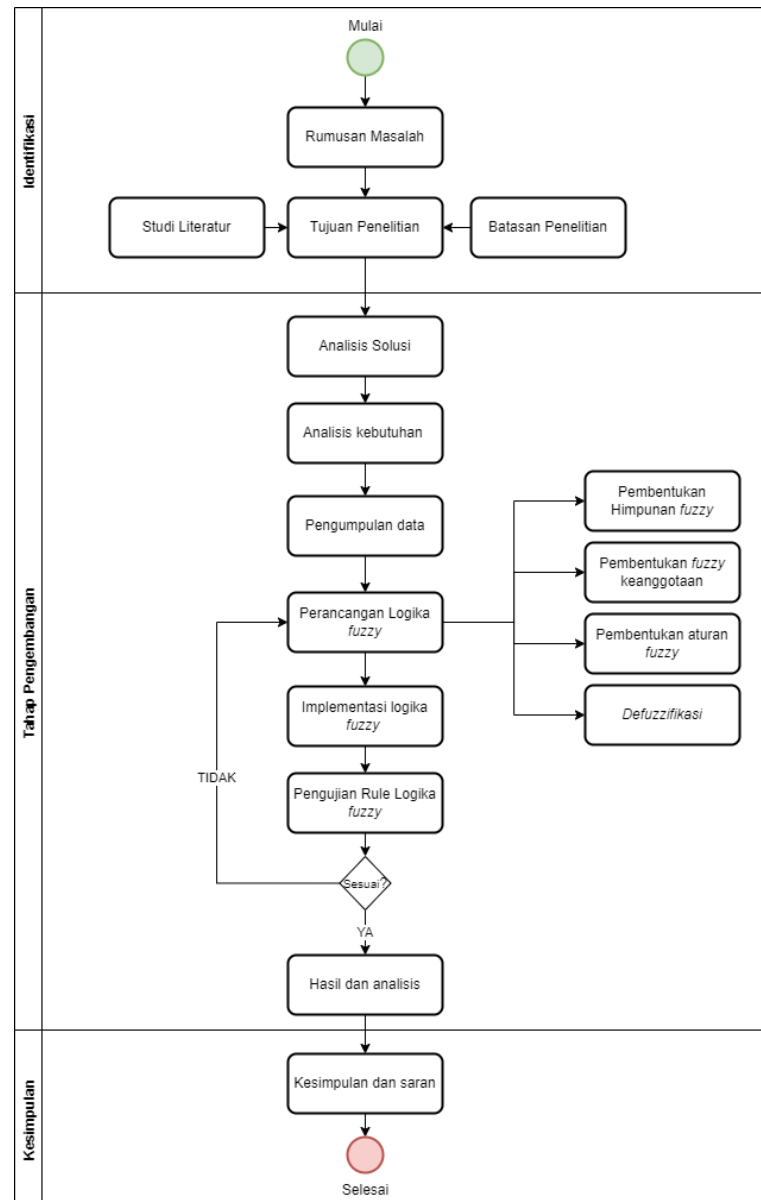 Mulai
Identifikasi
Rumusan Masalah
Studi Literatur
Tujuan Penelitian
Batasan Penelitian
Tahap Pengembangan
Analisis Solusi
Analisis kebutuhan
Pengumpulan data
Perancangan Logika
fuzzy
Pembentukan
Himpunan fuzzy
Pembentukan fuzzy
keanggotaan
Pembentukan aturan
fuzzy
Defuzzifikasi
Implementasi logika
fuzzy
Pengujian Rule Logika
fuzzy
TIDAK
Sesuai?
YA
Hasil dan analisis
Kesimpulan
Kesimpulan dan saran
Selesai